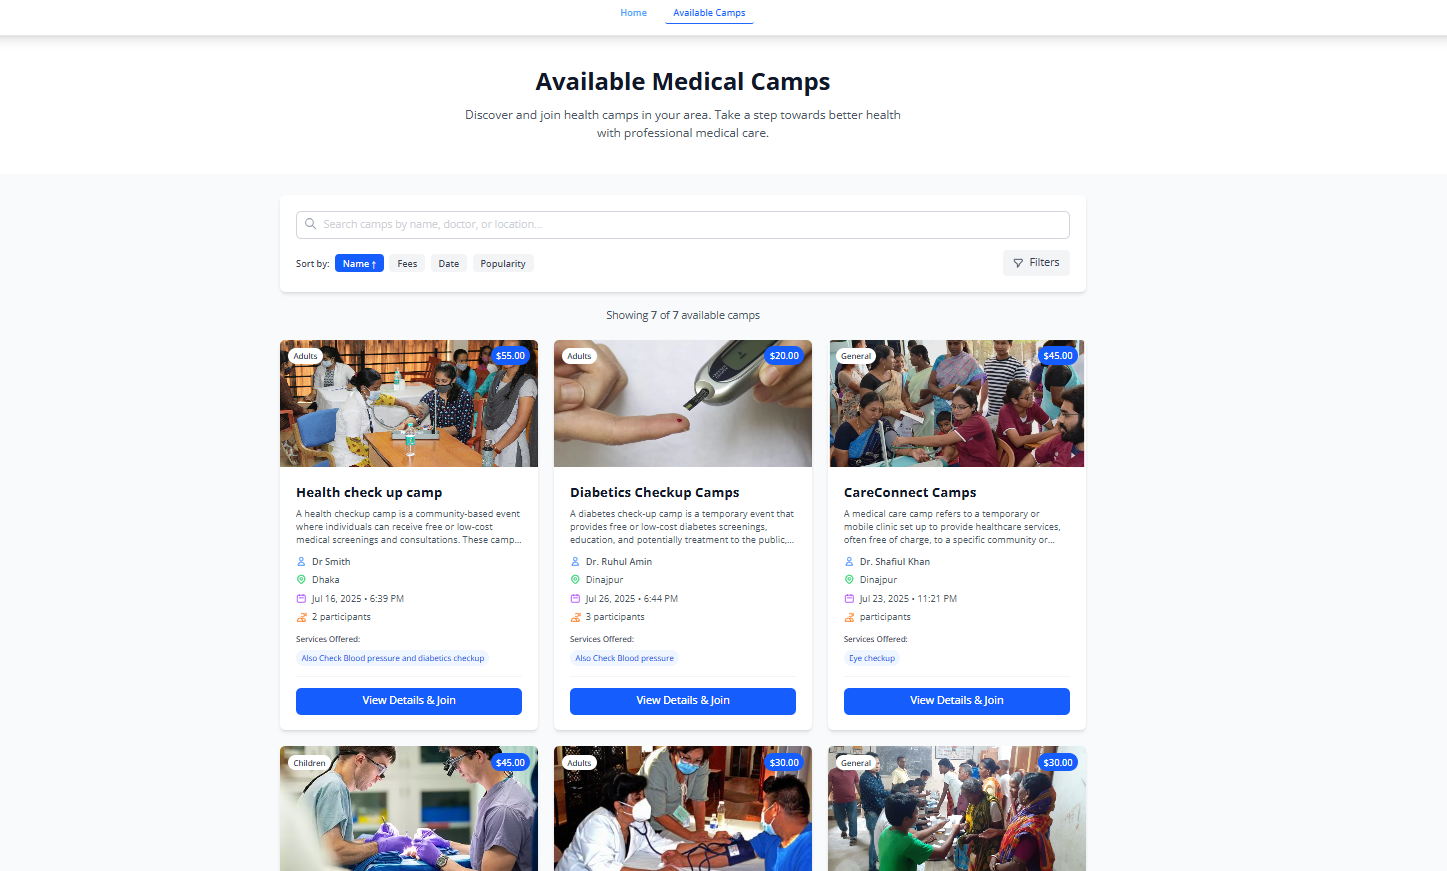 Home
Available Camps
Available Medical Camps
Discover and join health camps in your area. Take a step towards better health
with professional medical care.
Search camps by name, doctor, or location...
Sort by:
Name ↑
Fees
Date
Popularity
Filters
Showing 7 of 7 available camps
Adults
$55.00
Health check up camp
A health checkup camp is a community-based event
where individuals can receive free or low-cost
medical screenings and consultations. These camp...
Dr Smith
Dhaka
Jul 16, 2025 • 6:39 PM
2 participants
Services Offered:
Also Check Blood pressure and diabetics checkup
View Details & Join
Adults
$20.00
Diabetics Checkup Camps
A diabetes check-up camp is a temporary event that
provides free or low-cost diabetes screenings,
education, and potentially treatment to the public,...
Dr. Ruhul Amin
Dinajpur
Jul 26, 2025 • 6:44 PM
3 participants
Services Offered:
Also Check Blood pressure
View Details & Join
General
$45.00
CareConnect Camps
A medical care camp refers to a temporary or
mobile clinic set up to provide healthcare services,
often free of charge, to a specific community or...
Dr. Shafiul Khan
Dinajpur
Jul 23, 2025 • 11:21 PM
participants
Services Offered:
Eye checkup
View Details & Join
Children
$45.00
Adults
$30.00
General
$30.00